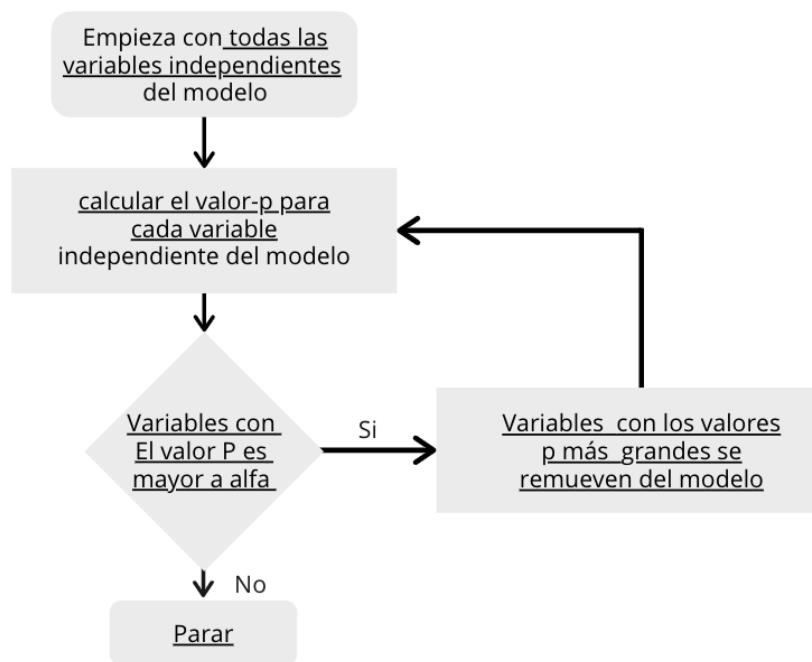 Empieza con todas las
variables independientes
del modelo
calcular el valor-p para
cada variable
independiente del modelo
Variables con
El valor P es
mayor a alfa
Si
Variables con los valores
p más grandes se
remueven del modelo
No
Parar